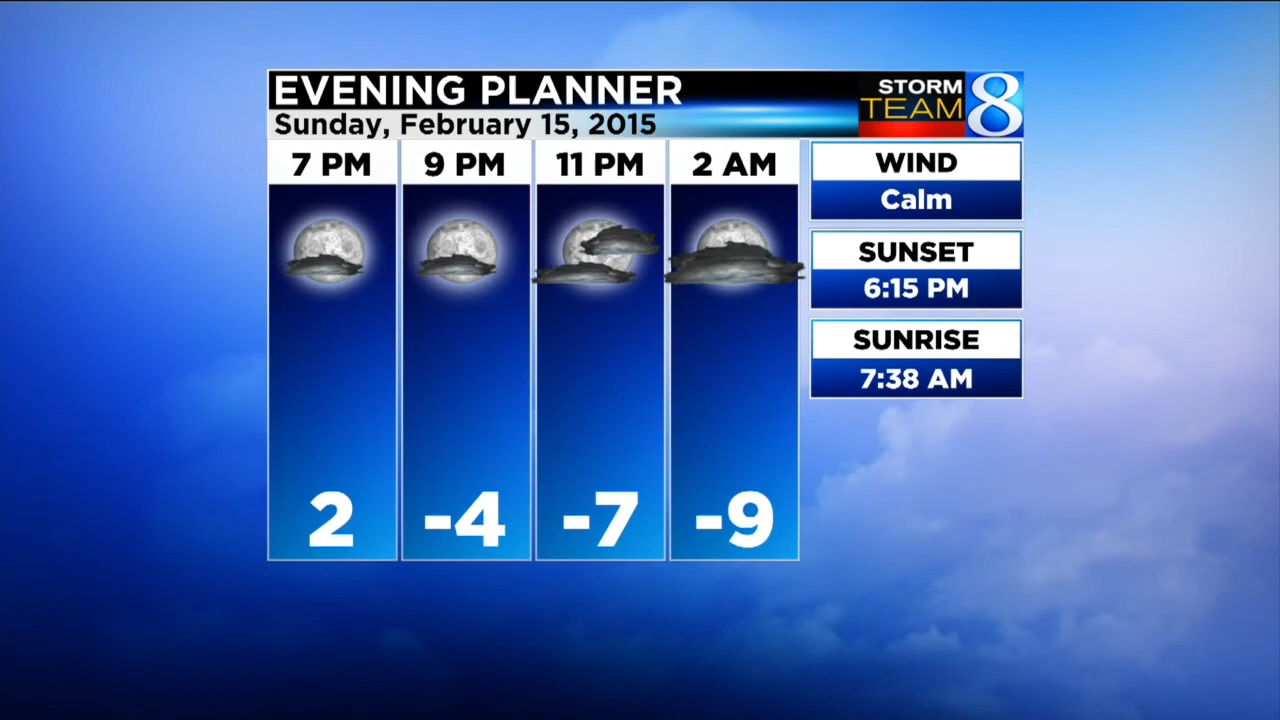 EVENING PLANNER
Sunday, February 15, 2015
STORM
TEAM 8
7 PM 9 PM 11 PM 2 AM
2 -4 -7 -9
WIND
Calm
SUNSET
6:15 PM
SUNRISE
7:38 AM